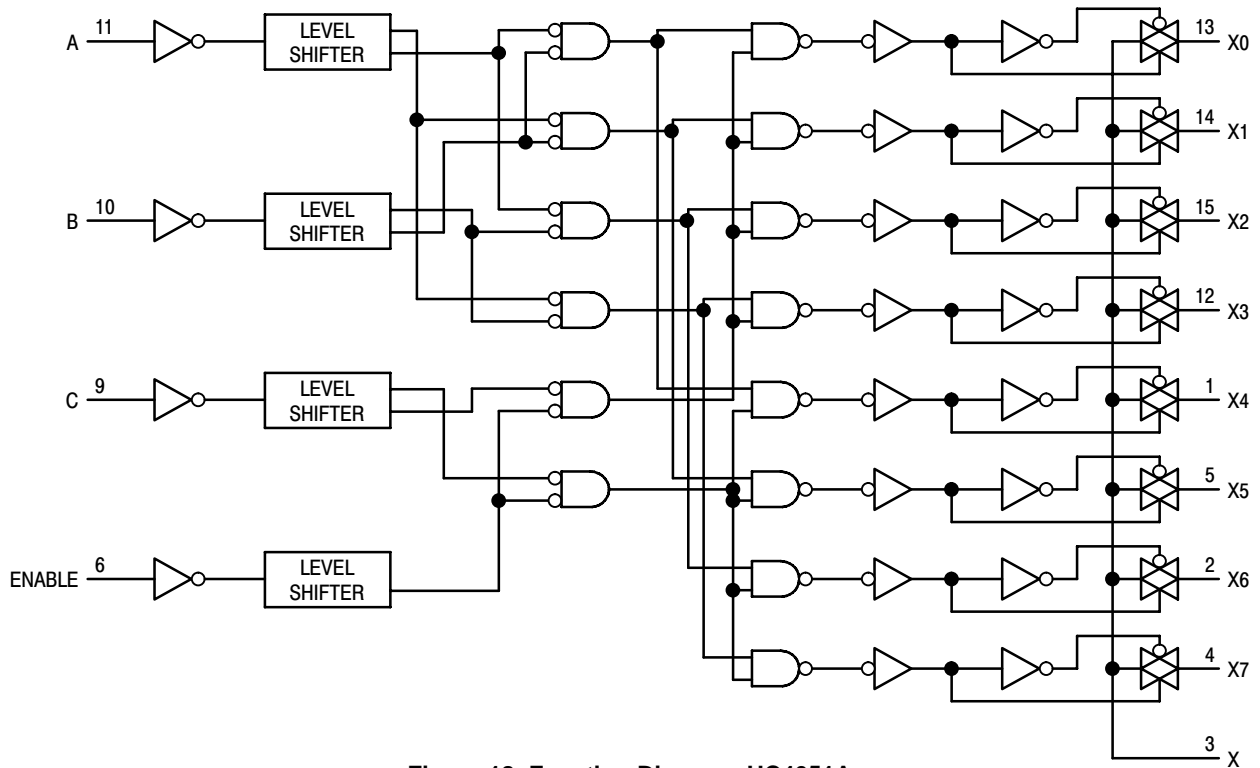 A 11
LEVEL
SHIFTER
13 X0
14 X1
B 10
LEVEL
SHIFTER
15 X2
12 X3
C 9
LEVEL
SHIFTER
1 X4
5 X5
ENABLE 6
LEVEL
SHIFTER
2 X6
4 X7
3 X